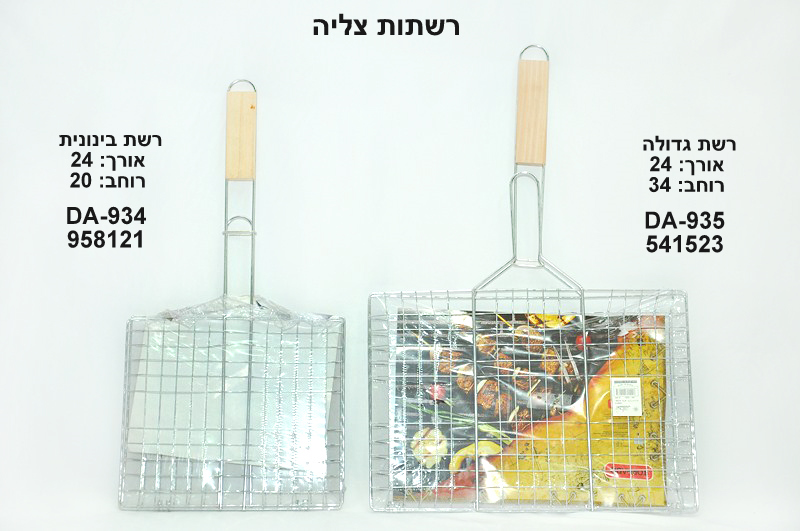 רשתות צליה
רשת בינונית
אורך: 24
רוחב: 20
DA-934
958121
רשת גדולה
אורך: 24
רוחב: 34
DA-935
541523